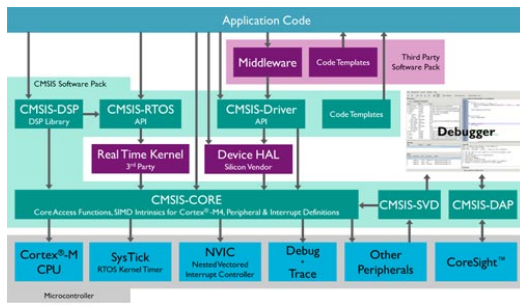 Application Code
Third Party
Software Pack
Middleware
Code Templates
CMSIS Software Pack
CMSIS-DSP
DSP Library
CMSIS-RTOS
API
CMSIS-Driver
API
Code Templates
Debugger
Real Time Kernel
3rd Party
Device HAL
Silicon Vendor
CMSIS-CORE
Core Access Functions, SIMD Intrinsics for Cortex®-M4, Peripheral & Interrupt Definitions
CMSIS-SVD
CMSIS-DAP
Cortex®-M
CPU
SysTick
RTOS Kernel Timer
NVIC
Nested Vectored
Interrupt Controller
Debug
+
Trace
Other
Peripherals
CoreSight™
Microcontroller